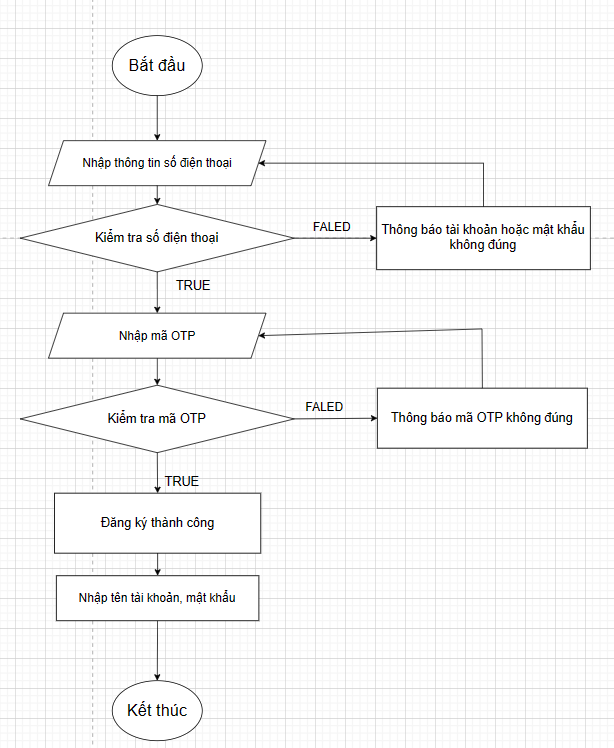 Bắt đầu
Nhập thông tin số điện thoại
Kiểm tra số điện thoại
FALED
Thông báo tài khoản hoặc mật khẩu
không đúng
TRUE
Nhập mã OTP
Kiểm tra mã OTP
FALED
Thông báo mã OTP không đúng
TRUE
Đăng ký thành công
Nhập tên tài khoản, mật khẩu
Kết thúc